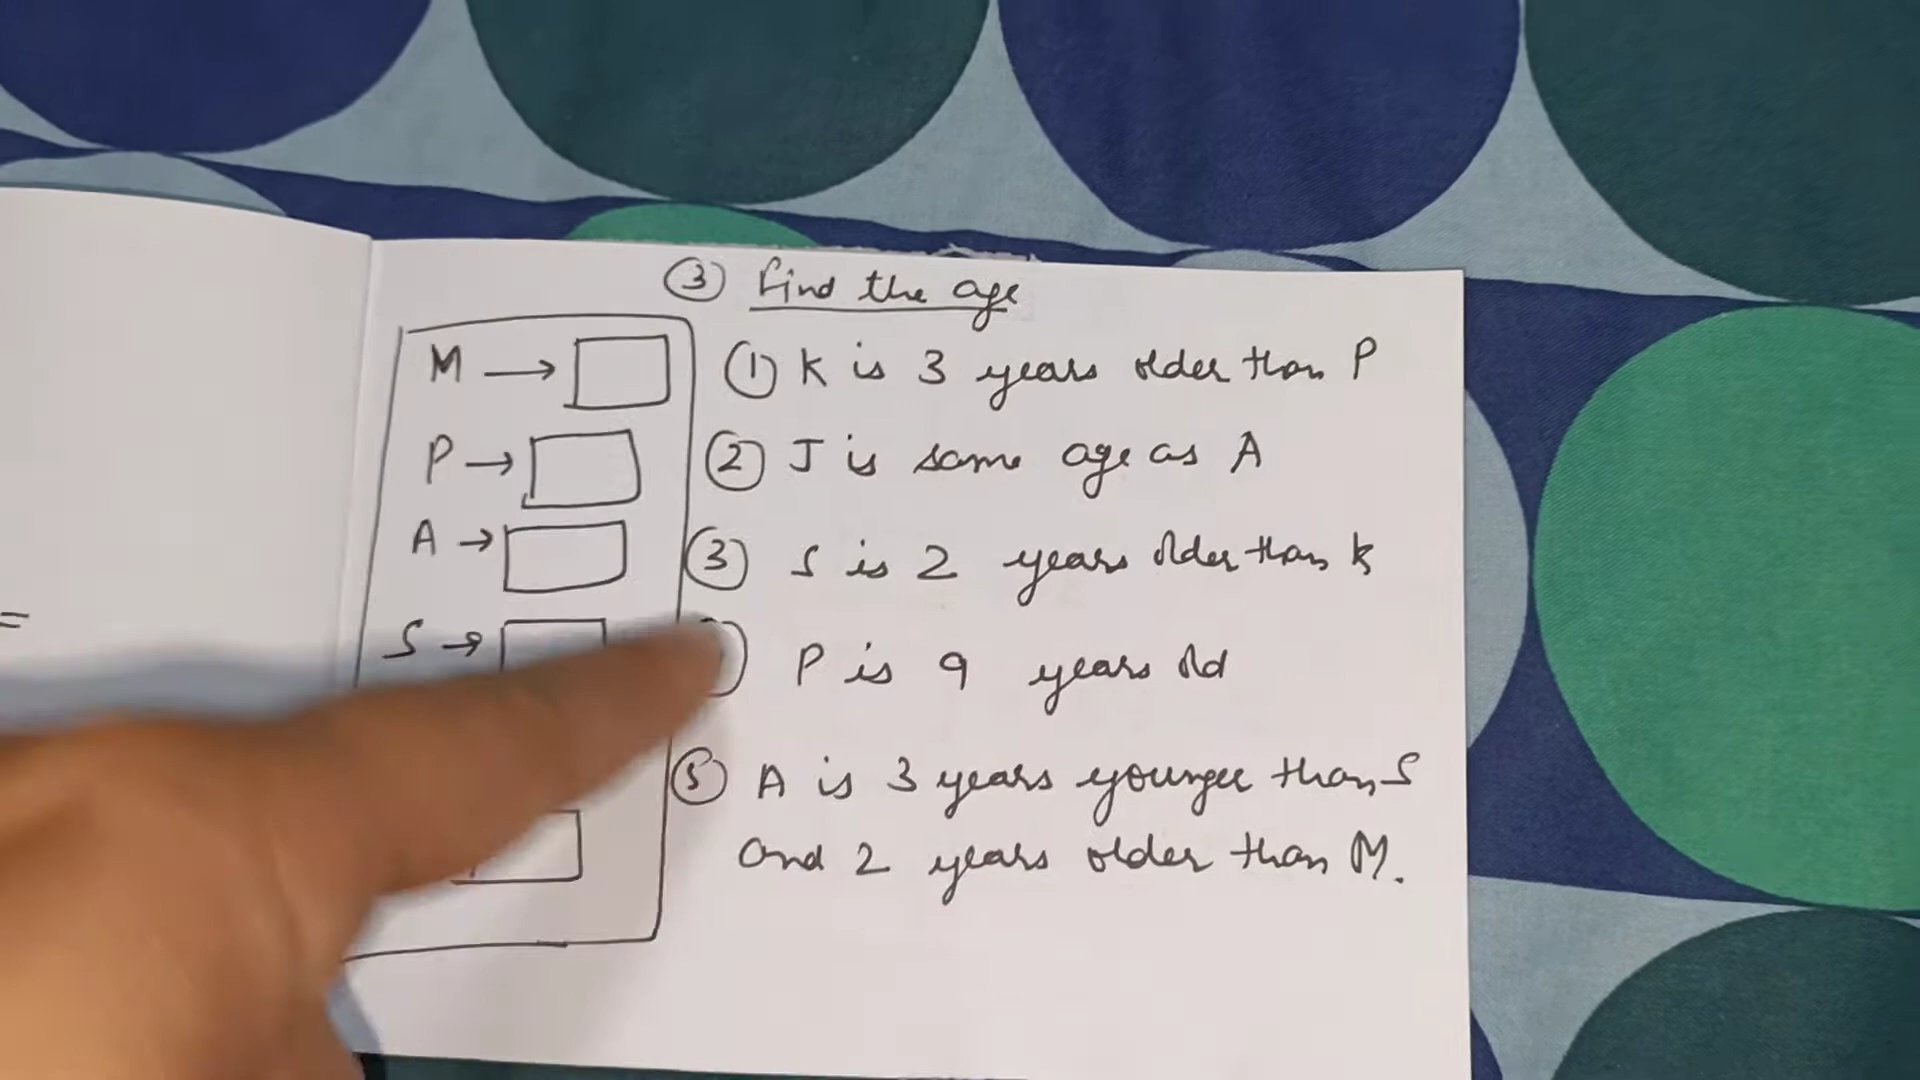 ③ Find the age
M →
P →
A →
S →
① K is 3 years older than P
② J is same age as A
③ S is 2 years older than k
P is 9 years old
⑤ A is 3 years younger than S
and 2 years older than M.
=